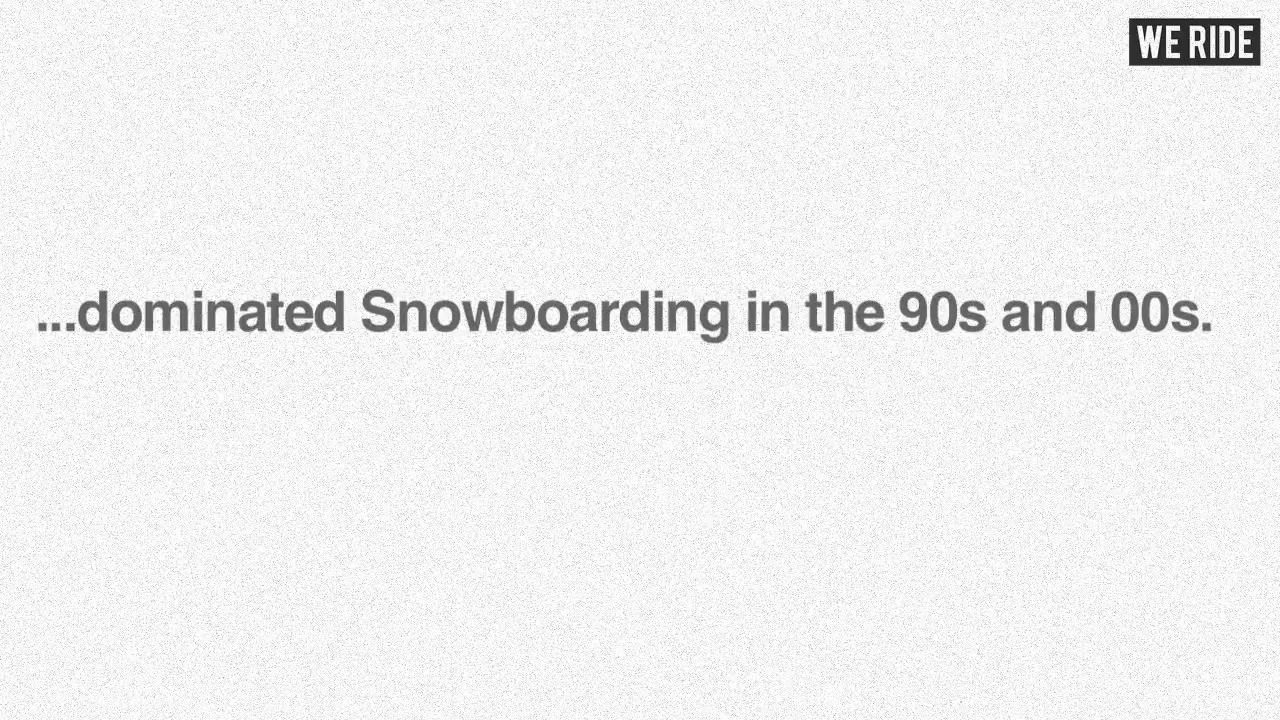 WE RIDE
...dominated Snowboarding in the 90s and 00s.